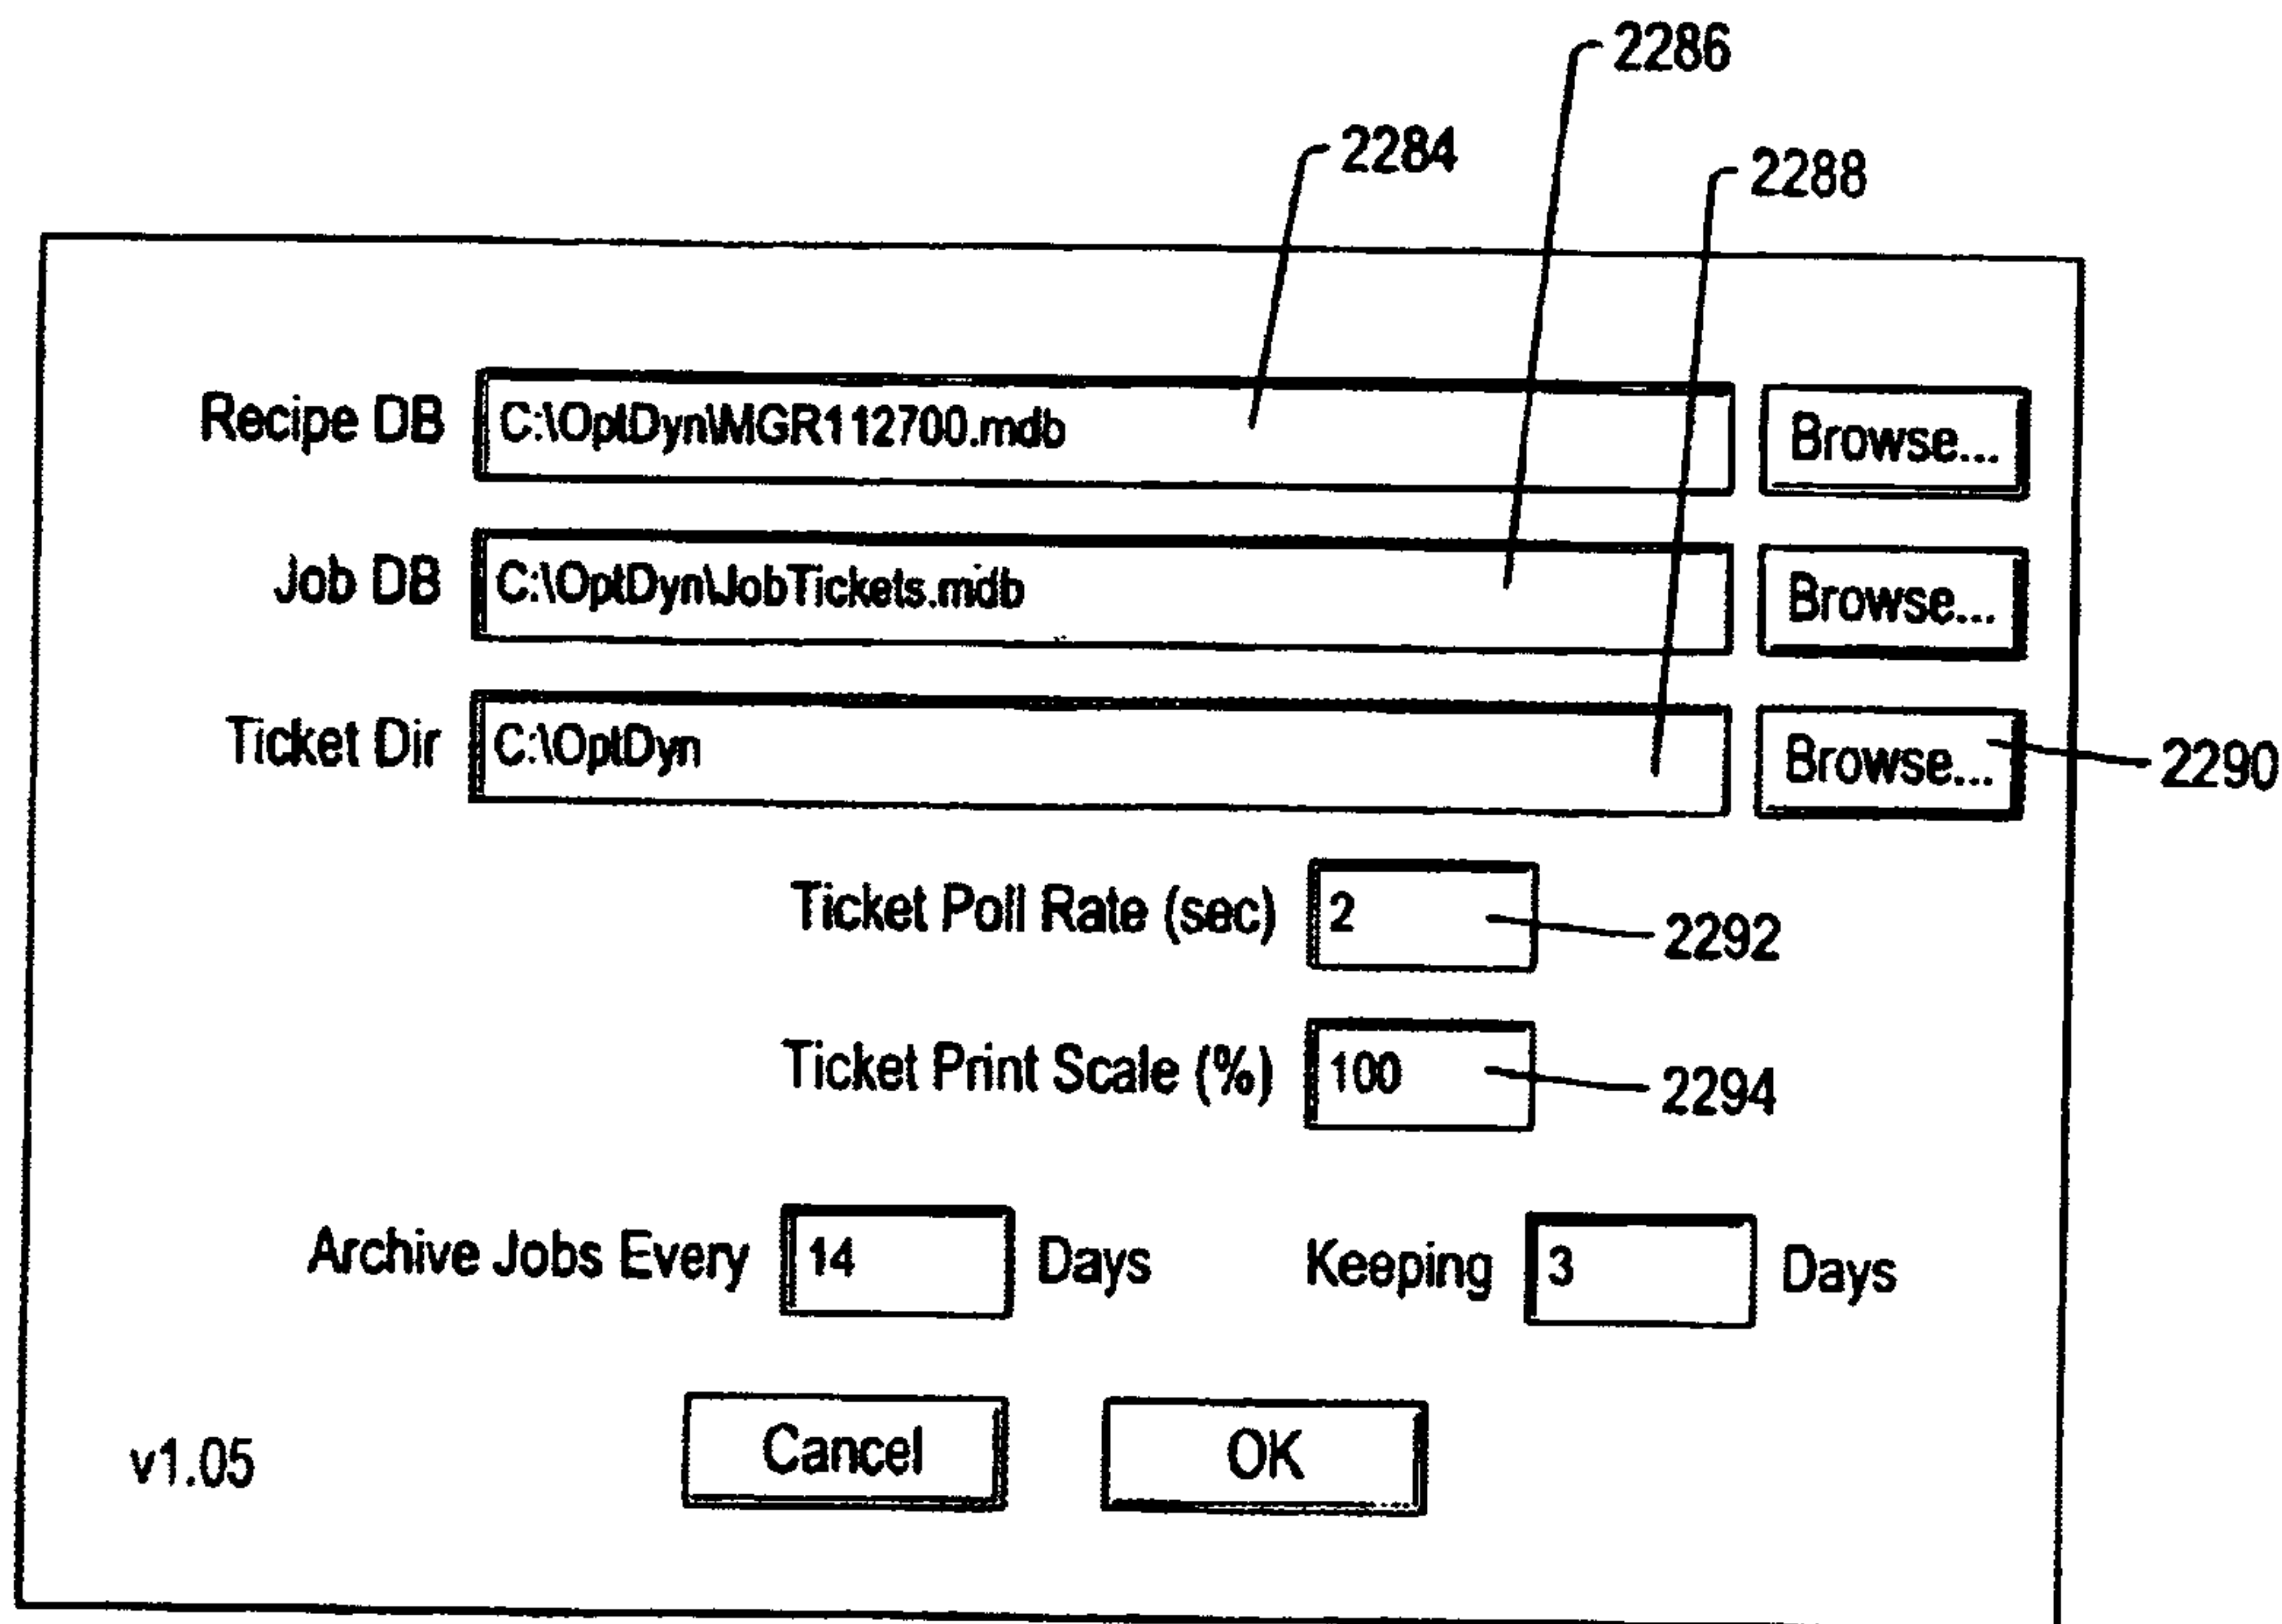 2286
2284
2288
Recipe DB C:\OptDyn\MGR112700.mdb Browse...
Job DB C:\OptDyn\JobTickets.mdb Browse...
Ticket Dir C:\OptDyn Browse... 2290
Ticket Poll Rate (sec) 2 2292
Ticket Print Scale (%) 100 2294
Archive Jobs Every 14 Days Keeping 3 Days
v1.05 Cancel OK